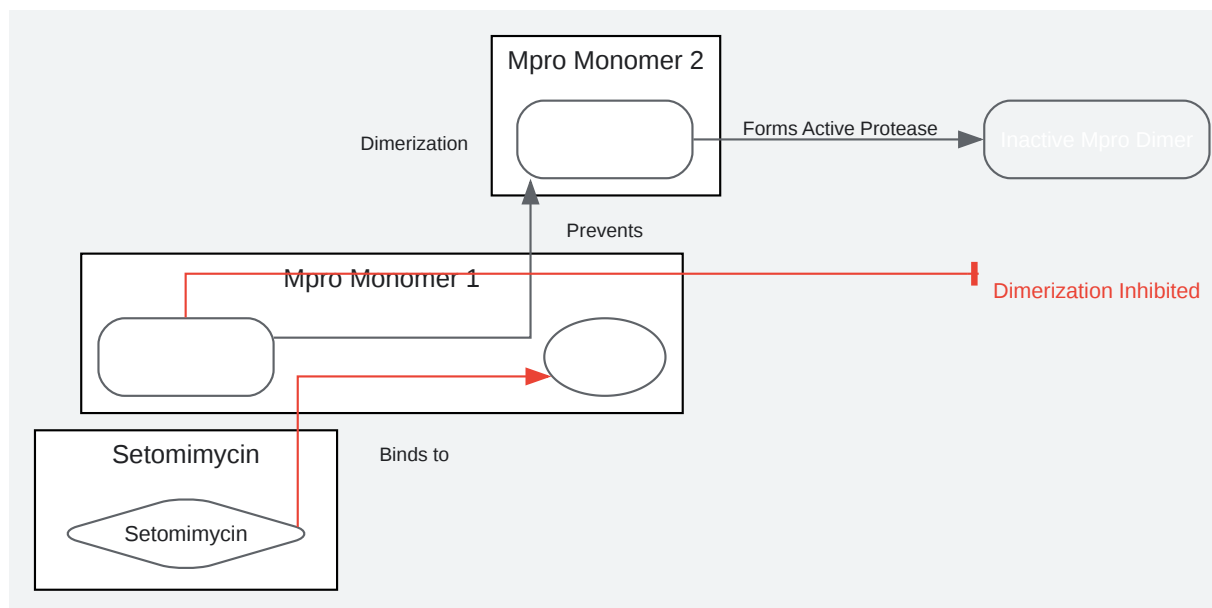 Mpro Monomer 2
Dimerization
Forms Active Protease
Inactive Mpro Dimer
Prevents
Mpro Monomer 1
Dimerization Inhibited
Setomimycin
Binds to
Setomimycin